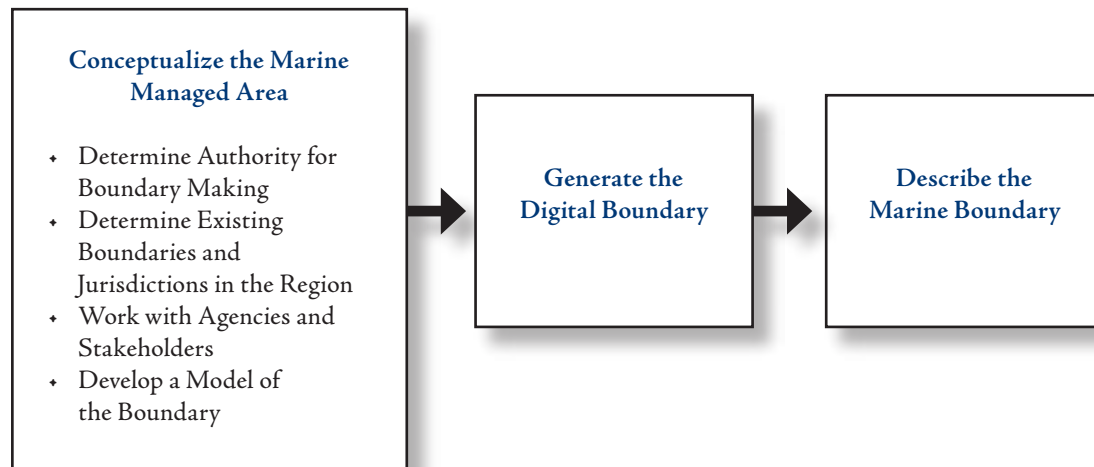 Conceptualize the Marine
Managed Area
Determine Authority for
Boundary Making
Determine Existing
Boundaries and
Jurisdictions in the Region
Work with Agencies and
Stakeholders
Develop a Model of
the Boundary
Generate the
Digital Boundary
Describe the
Marine Boundary